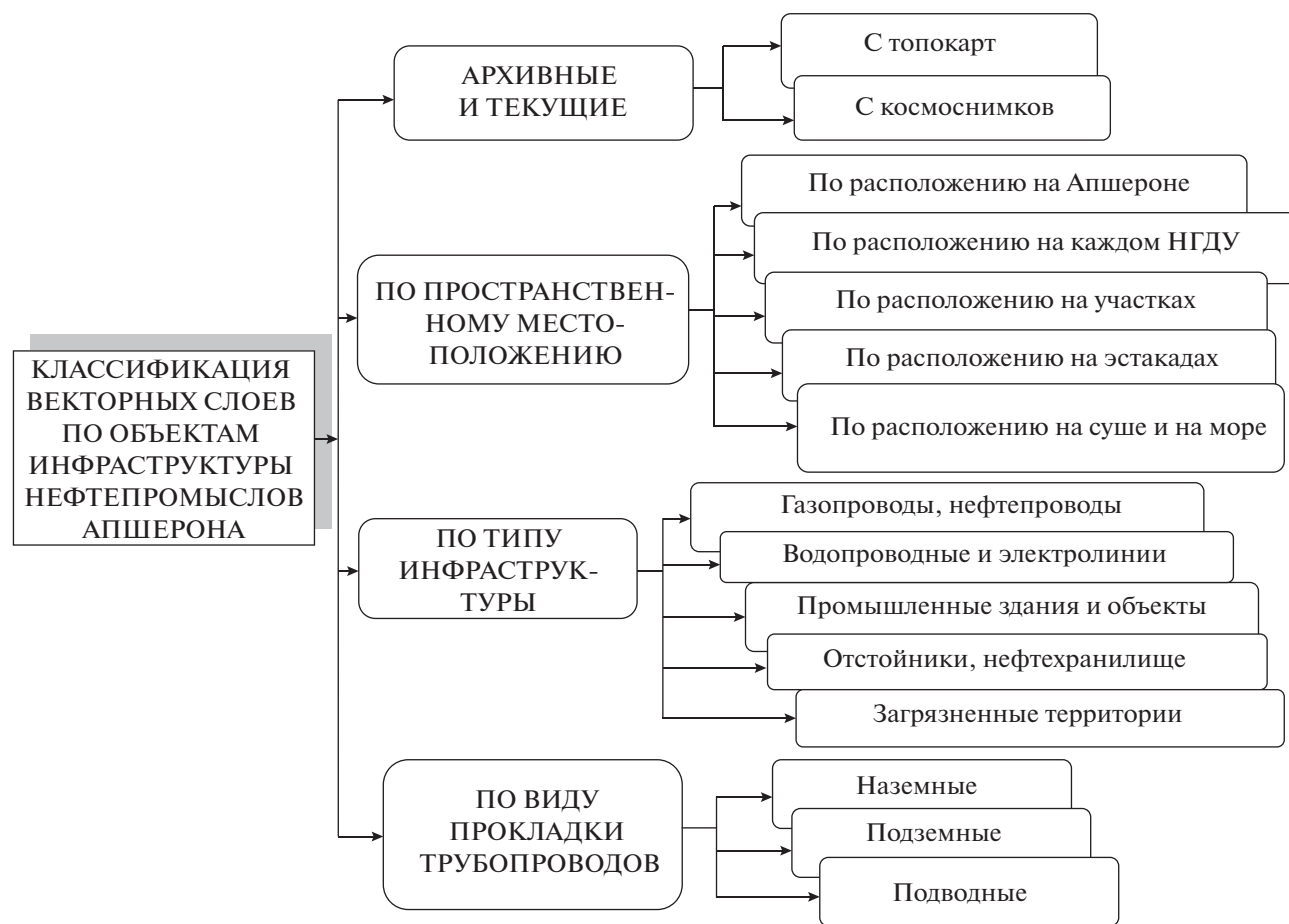 КЛАССИФИКАЦИЯ
ВЕКТОРНЫХ СЛОЕВ
ПО ОБЪЕКТАМ
ИНФРАСТРУКТУРЫ
НЕФТЕПРОМЫСЛОВ
АПШЕРОНА
АРХИВНЫЕ
И ТЕКУЩИЕ
С топокарт
С космоснимков
ПО ПРОСТРАНСТВЕН-
НОМУ МЕСТО-
ПОЛОЖЕНИЮ
По расположению на Апшероне
По расположению на каждом НГДУ
По расположению на участках
По расположению на эстакадах
По расположению на суше и на море
ПО ТИПУ
ИНФРАСТРУК-
ТУРЫ
Газопроводы, нефтепроводы
Водопроводные и электролинии
Промышленные здания и объекты
Отстойники, нефтехранилище
Загрязненные территории
ПО ВИДУ
ПРОКЛАДКИ
ТРУБОПРОВОДОВ
Наземные
Подземные
Подводные